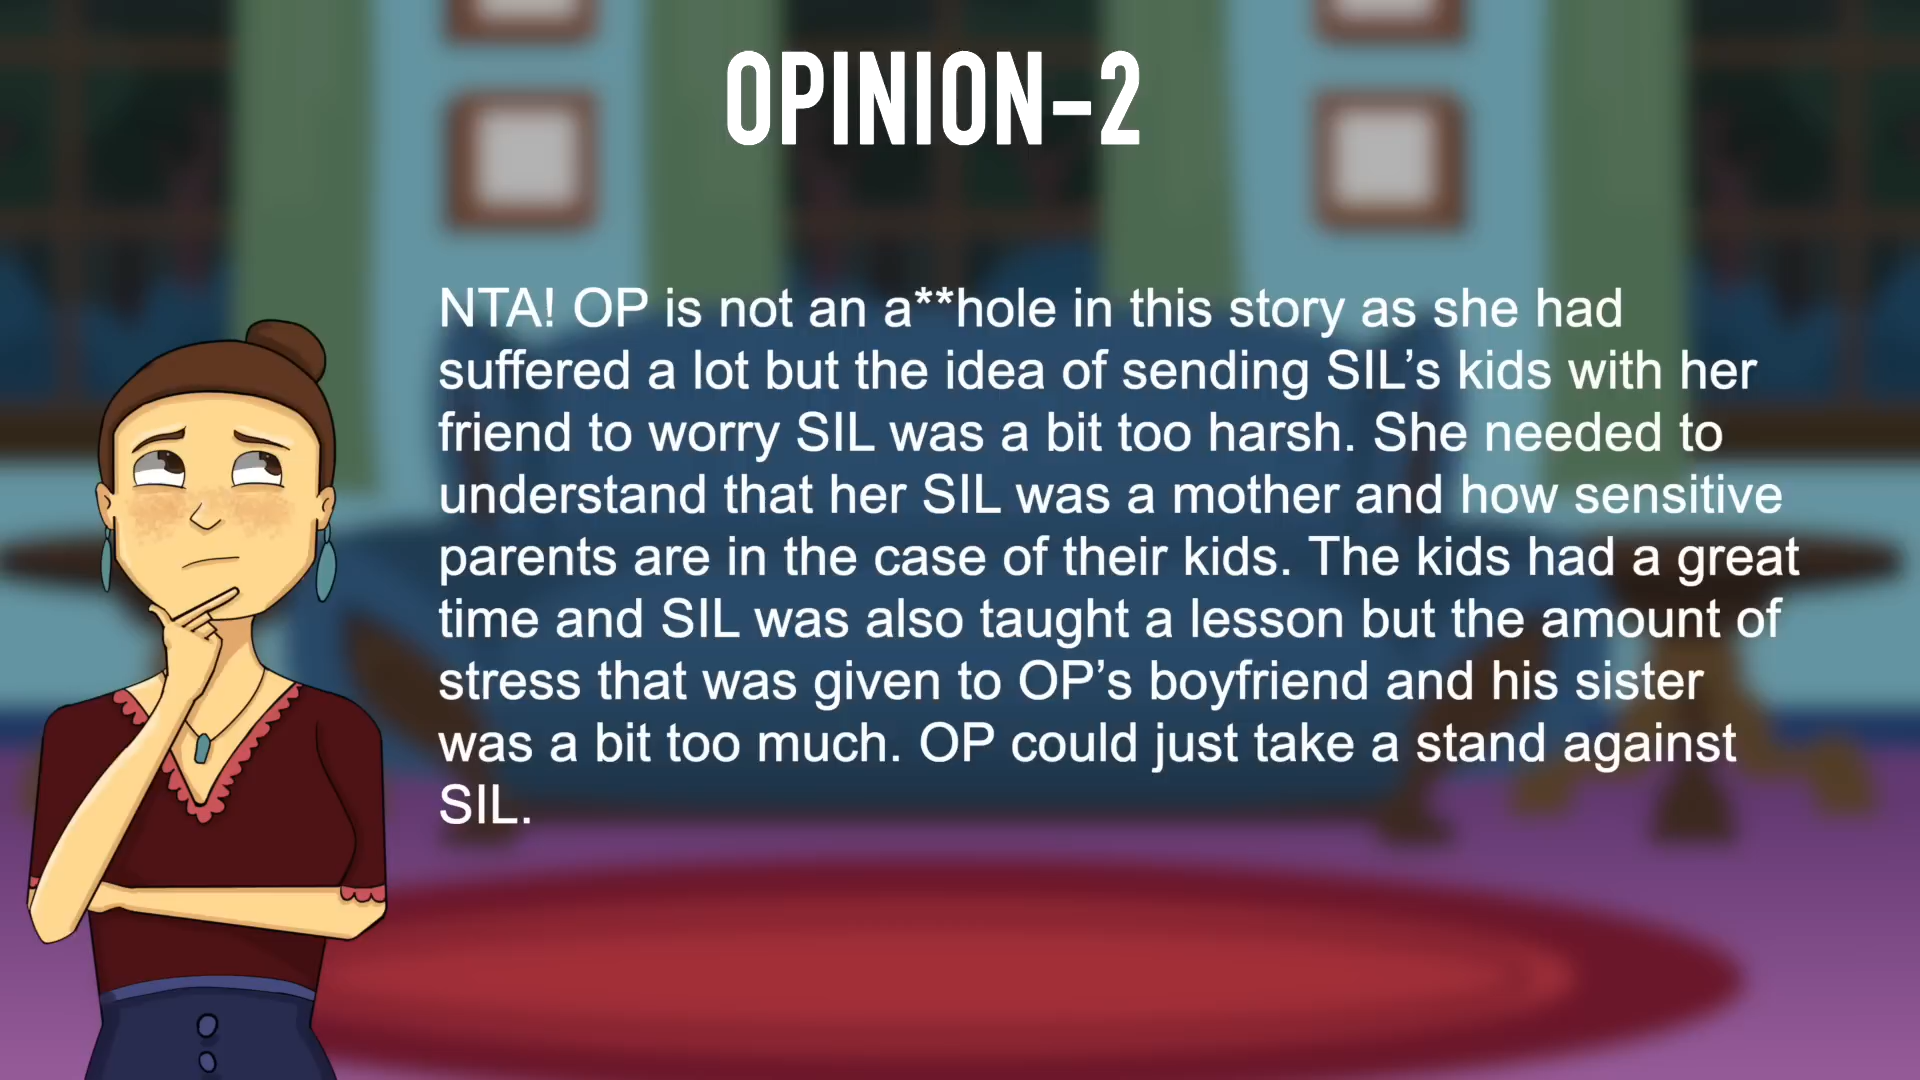 OPINION-2
NTA! OP is not an a**hole in this story as she had
suffered a lot but the idea of sending SIL’s kids with her
friend to worry SIL was a bit too harsh. She needed to
understand that her SIL was a mother and how sensitive
parents are in the case of their kids. The kids had a great
time and SIL was also taught a lesson but the amount of
stress that was given to OP’s boyfriend and his sister
was a bit too much. OP could just take a stand against
SIL.